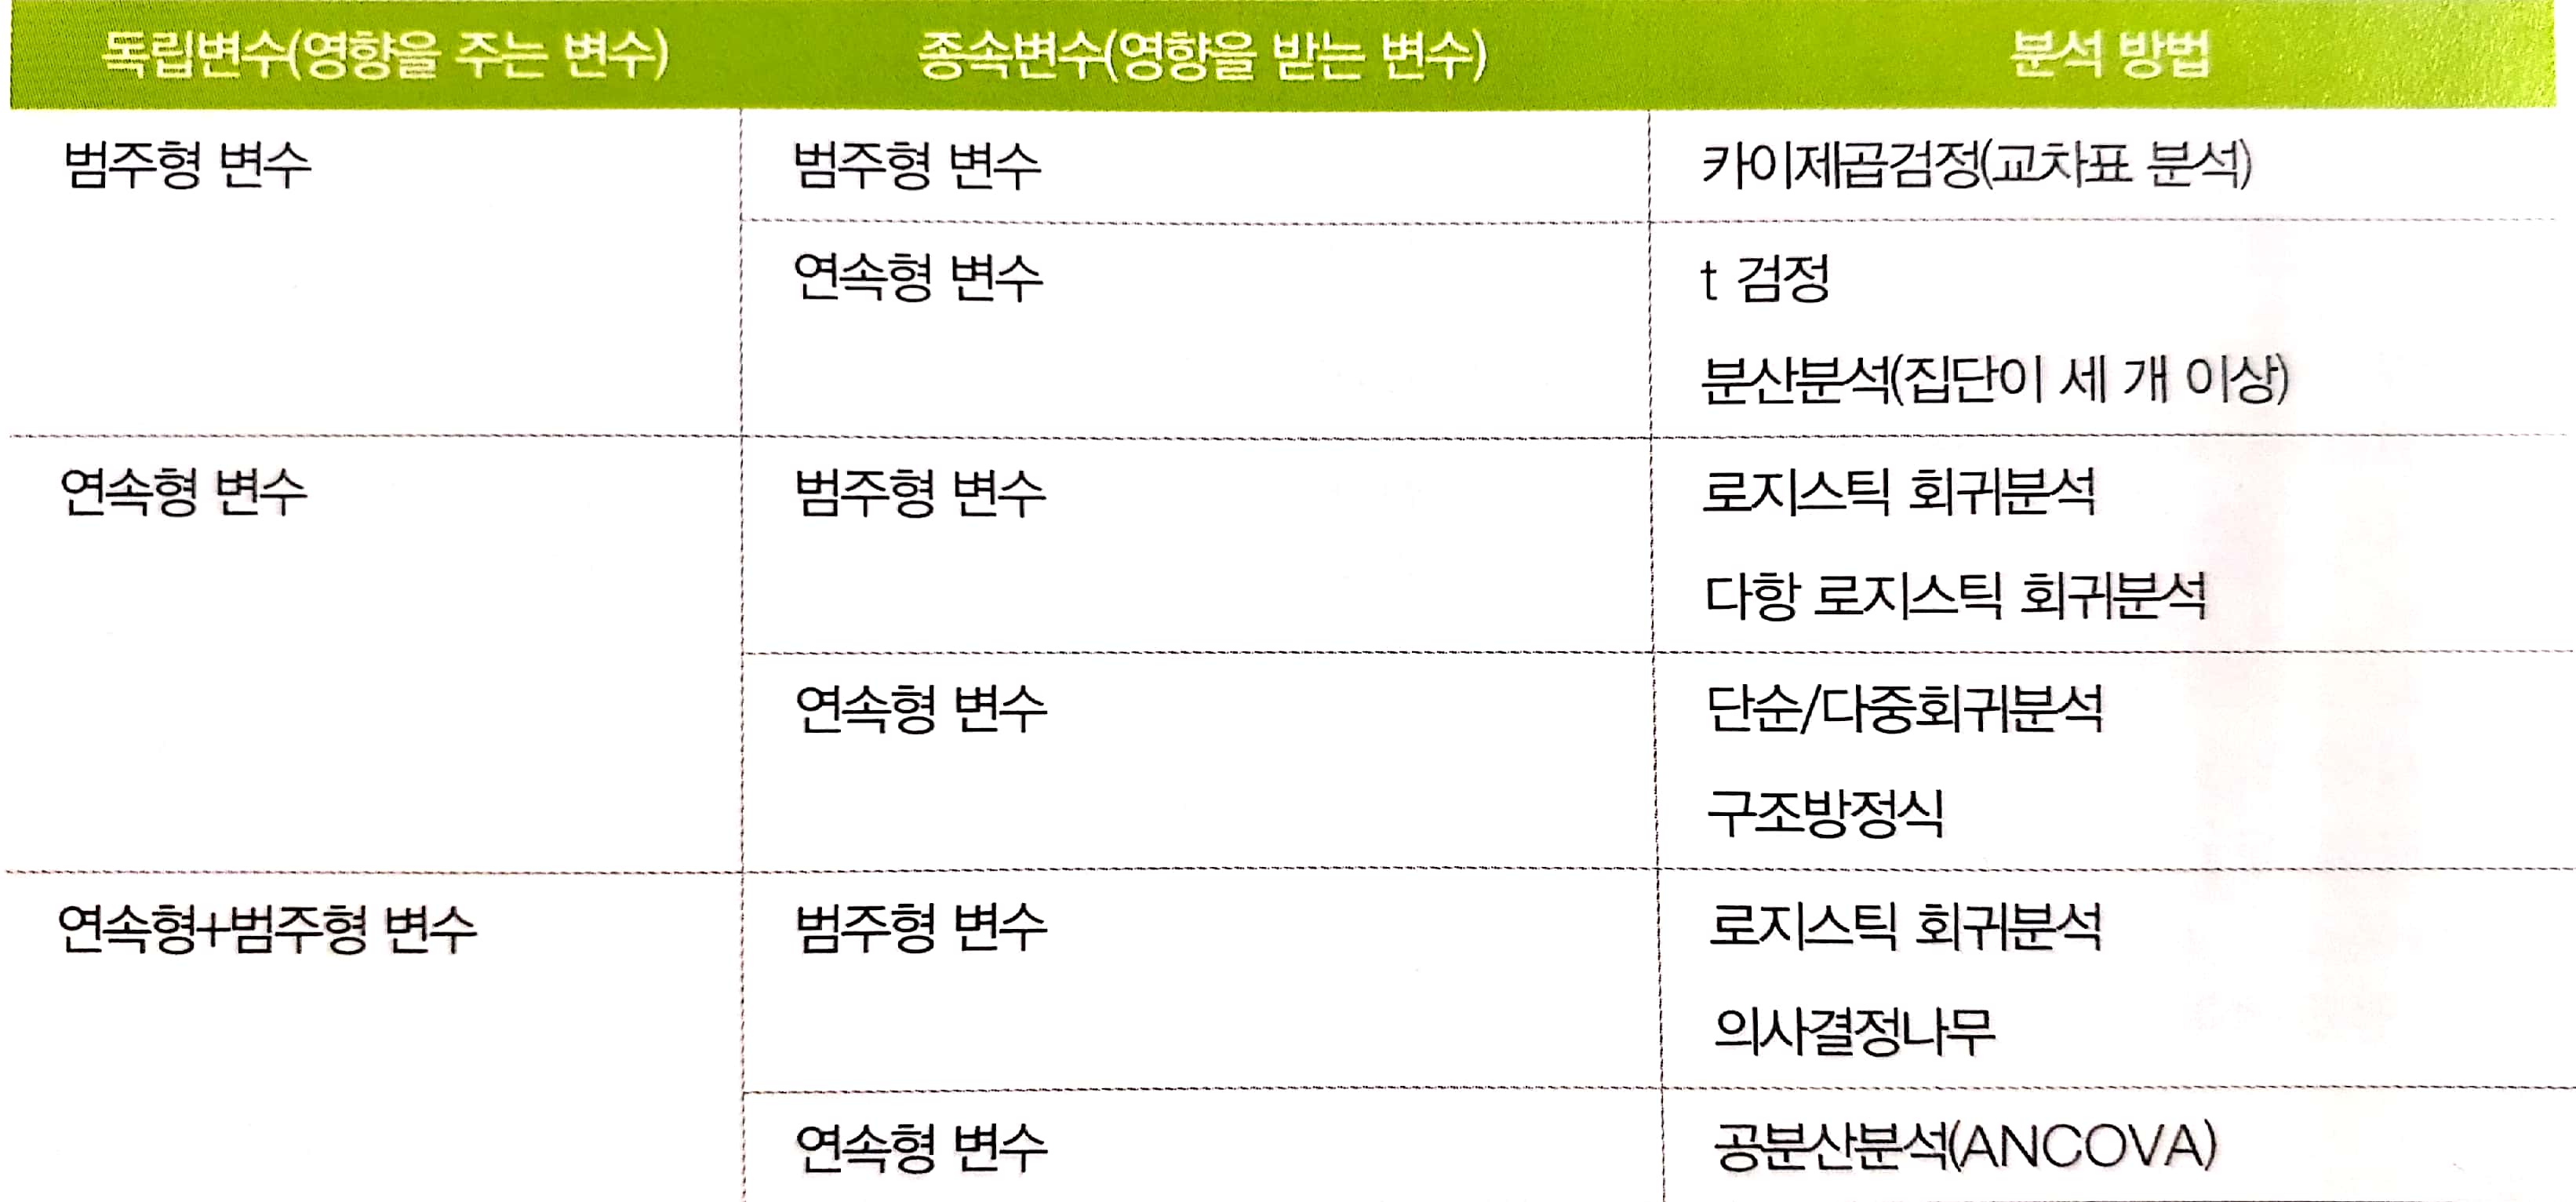 독립변수(영향을 주는 변수) 종속변수(영향을 받는 변수) 분석 방법
범주형 변수 범주형 변수 카이제곱검정(교차표 분석)
연속형 변수 t 검정
분산분석(집단이 세 개 이상)
연속형 변수 범주형 변수 로지스틱 회귀분석
다항 로지스틱 회귀분석
연속형 변수 단순/다중회귀분석
구조방정식
연속형+범주형 변수 범주형 변수 로지스틱 회귀분석
의사결정나무
연속형 변수 공분산분석(ANCOVA)